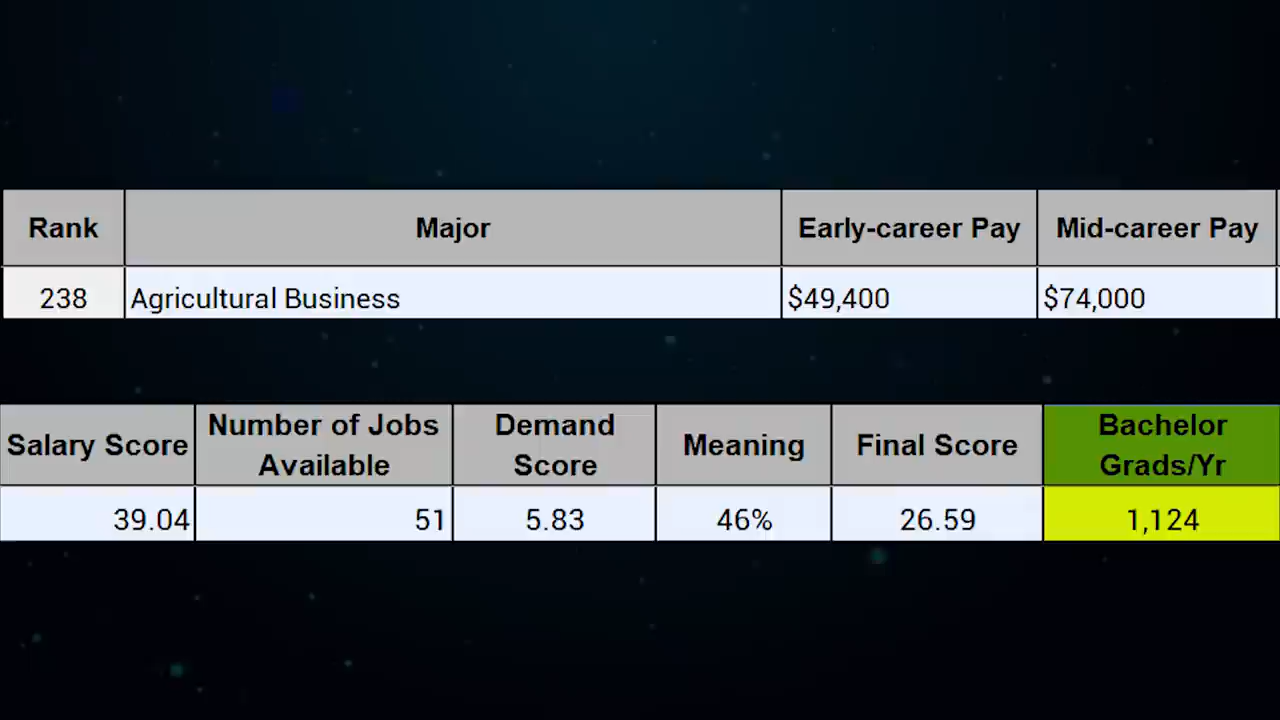 Rank Major Early-career Pay Mid-career Pay
238 Agricultural Business $49,400 $74,000
Salary Score Number of Jobs Available Demand Score Meaning Final Score Bachelor Grads/Yr
39.04 51 5.83 46% 26.59 1,124